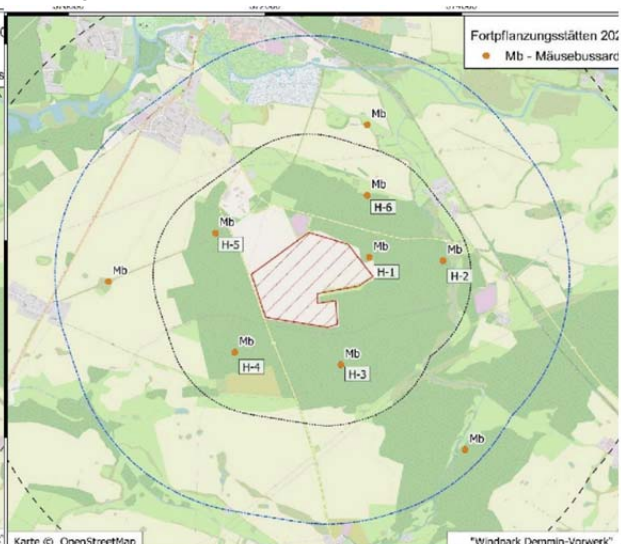 Fortpflanzungsstätten 202
Mb - Mäusebussard
Mb
Mb
H-6
Mb
H-5
Mb
H-1
Mb
H-2
Mb
Mb
H-4
Mb
H-3
Mb
Karte © OpenStreetMap
"Windpark Demmin-Vorwerk"